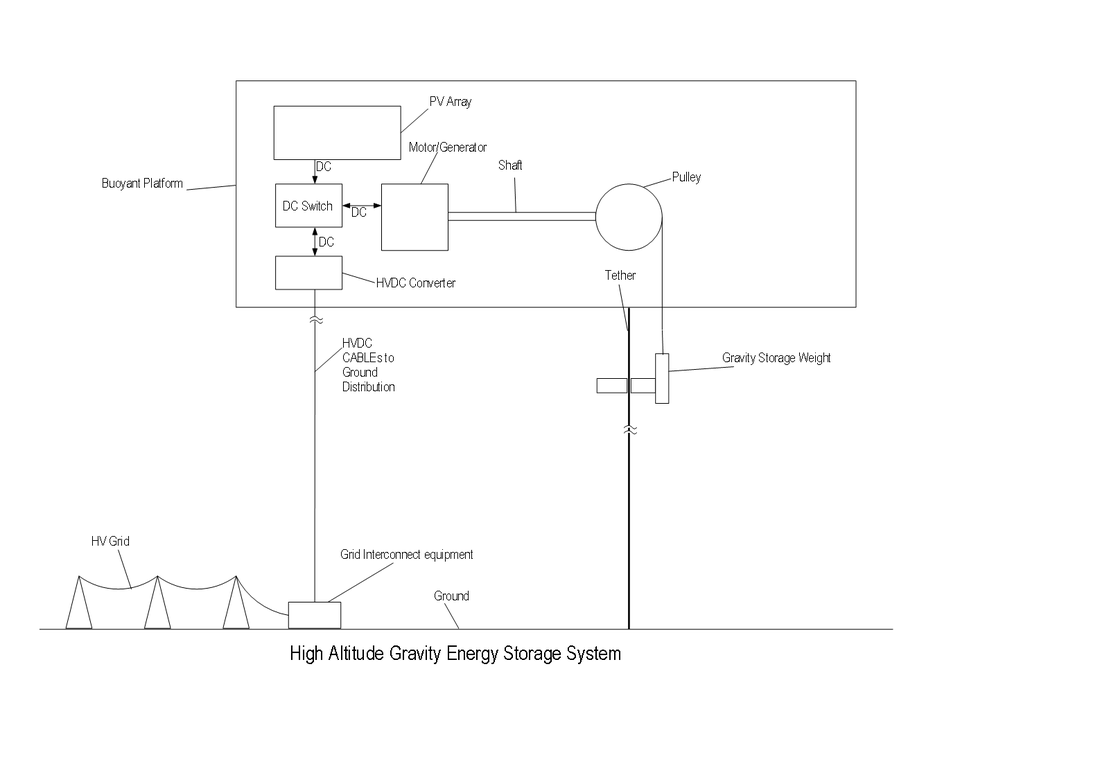 PV Array
Motor/Generator
Shaft
DC
Buoyant Platform
Pulley
DC Switch
DC
DC
HVDC Converter
Tether
HVDC
CABLEs to
Ground
Distribution
Gravity Storage Weight
HV Grid
Grid Interconnect equipment
Ground
High Altitude Gravity Energy Storage System